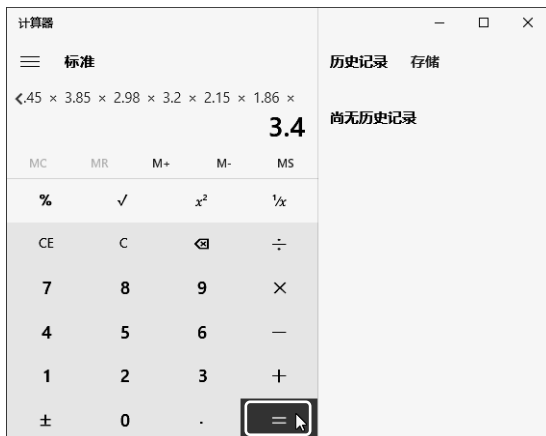 计算器
标准
历史记录 存储
.45 × 3.85 × 2.98 × 3.2 × 2.15 × 1.86 ×
3.4
尚无历史记录
MC MR M+ M- MS
% √ x² ¹/x
CE C ÷
7 8 9 ×
4 5 6 −
1 2 3 +
± 0 . =